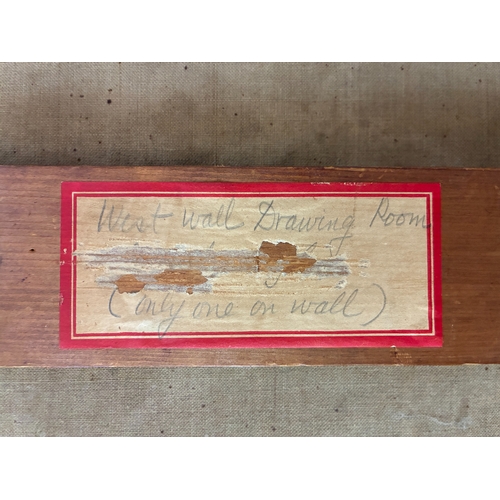 West wall Drawing Room
(only one on wall)